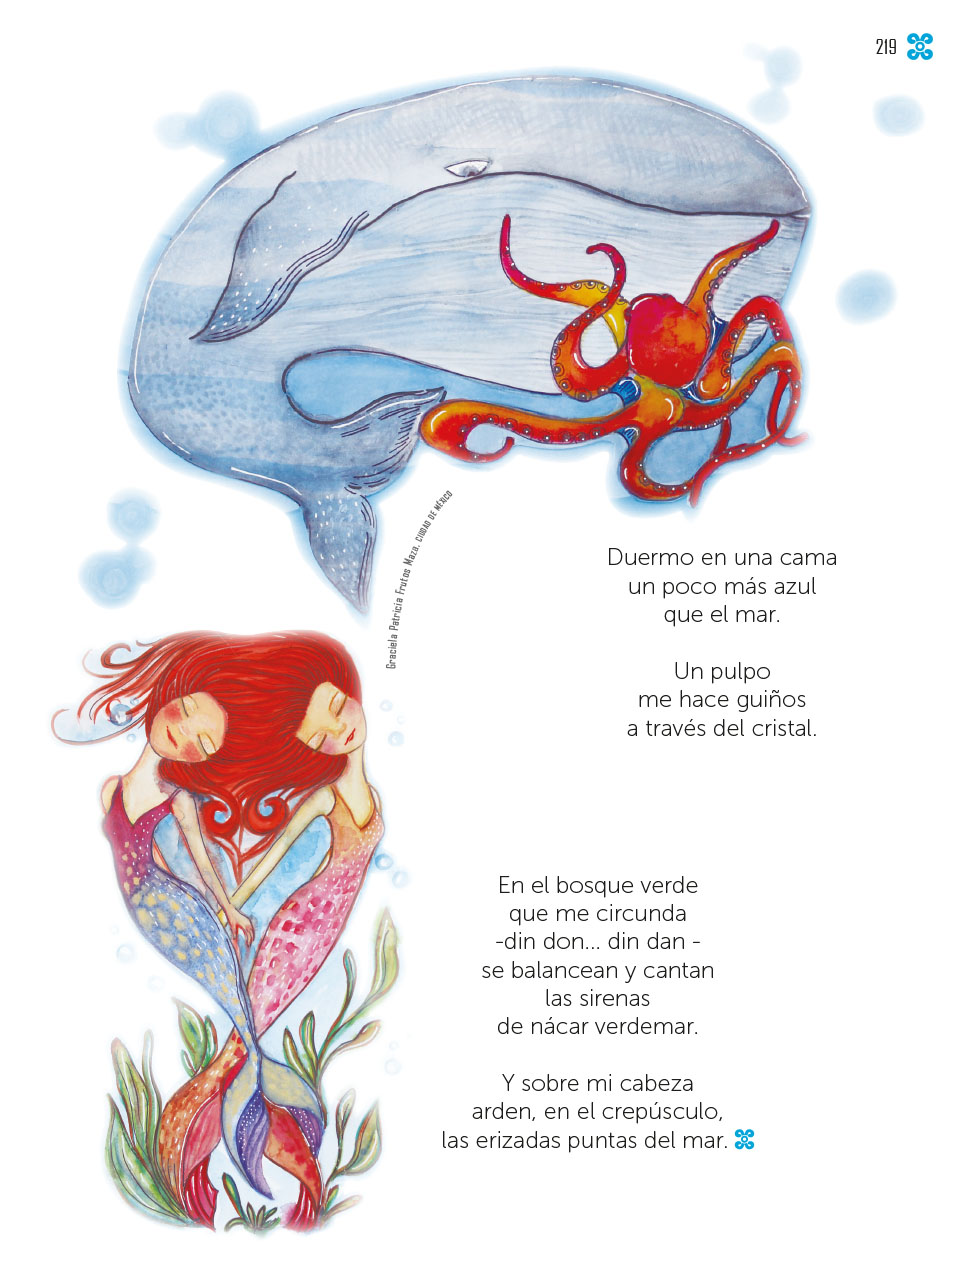 219
Graciela Patricia Frutos Maza, CIUDAD DE MÉXICO
Duermo en una cama
un poco más azul
que el mar.
Un pulpo
me hace guiños
a través del cristal.
En el bosque verde
que me circunda
-din don... din dan -
se balancean y cantan
las sirenas
de nácar verdemar.
Y sobre mi cabeza
arden, en el crepúsculo,
las erizadas puntas del mar.